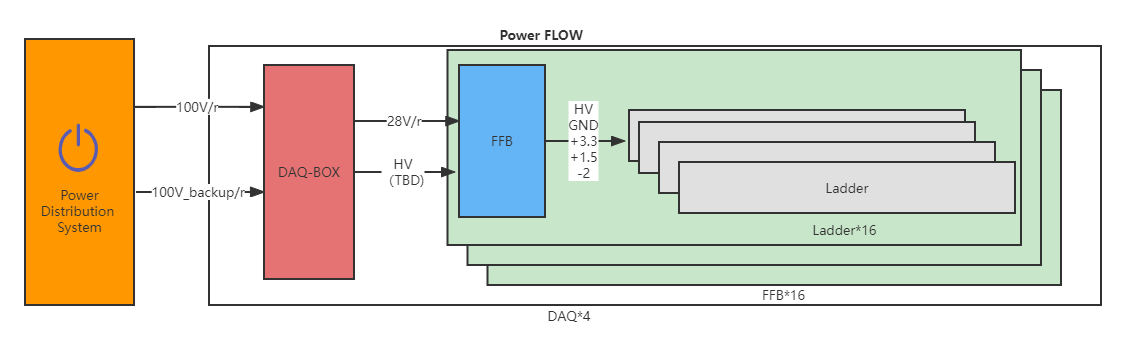 Power FLOW
Power
Distribution
System
100V/r
100V_backup/r
DAQ-BOX
28V/r
HV
(TBD)
FFB
HV
GND
+3.3
+1.5
-2
Ladder
Ladder*16
FFB*16
DAQ*4